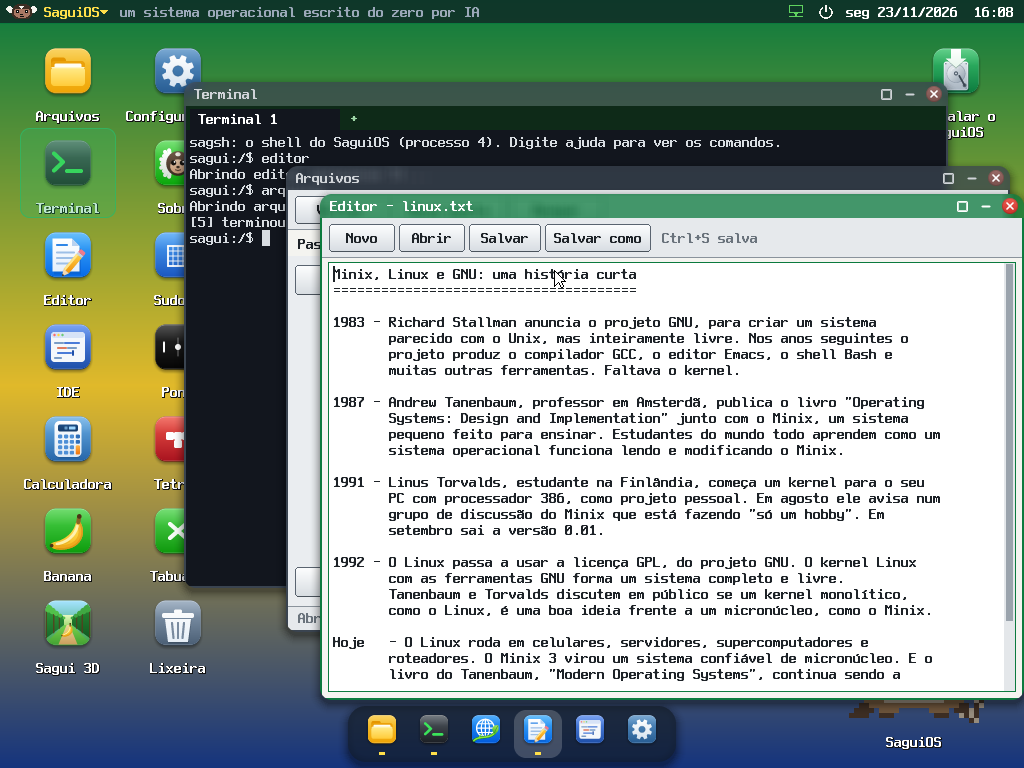 SaguiOS▾ um sistema operacional escrito do zero por IA
seg 23/11/2026 16:08
Arquivos
Terminal
Editor
IDE
Calculadora
Banana
Sagui 3D
Lixeira
SaguiOS
Terminal
Terminal 1 +
sagsh: o shell do SaguiOS (processo 4). Digite ajuda para ver os comandos.
sagui:/$ editor
Abrindo edit
sagui:/$ arq
Abrindo arqu
[5] terminou
sagui:/$
Arquivos
Editor - linux.txt
Novo Abrir Salvar Salvar como Ctrl+S salva
Minix, Linux e GNU: uma história curta
======================================
1983 - Richard Stallman anuncia o projeto GNU, para criar um sistema
parecido com o Unix, mas inteiramente livre. Nos anos seguintes o
projeto produz o compilador GCC, o editor Emacs, o shell Bash e
muitas outras ferramentas. Faltava o kernel.
1987 - Andrew Tanenbaum, professor em Amsterdã, publica o livro "Operating
Systems: Design and Implementation" junto com o Minix, um sistema
pequeno feito para ensinar. Estudantes do mundo todo aprendem como um
sistema operacional funciona lendo e modificando o Minix.
1991 - Linus Torvalds, estudante na Finlândia, começa um kernel para o seu
PC com processador 386, como projeto pessoal. Em agosto ele avisa num
grupo de discussão do Minix que está fazendo "só um hobby". Em
setembro sai a versão 0.01.
1992 - O Linux passa a usar a licença GPL, do projeto GNU. O kernel Linux
com as ferramentas GNU forma um sistema completo e livre.
Tanenbaum e Torvalds discutem em público se um kernel monolítico,
como o Linux, é uma boa ideia frente a um micronúcleo, como o Minix.
Hoje - O Linux roda em celulares, servidores, supercomputadores e
roteadores. O Minix 3 virou um sistema confiável de micronúcleo. E o
livro do Tanenbaum, "Modern Operating Systems", continua sendo a